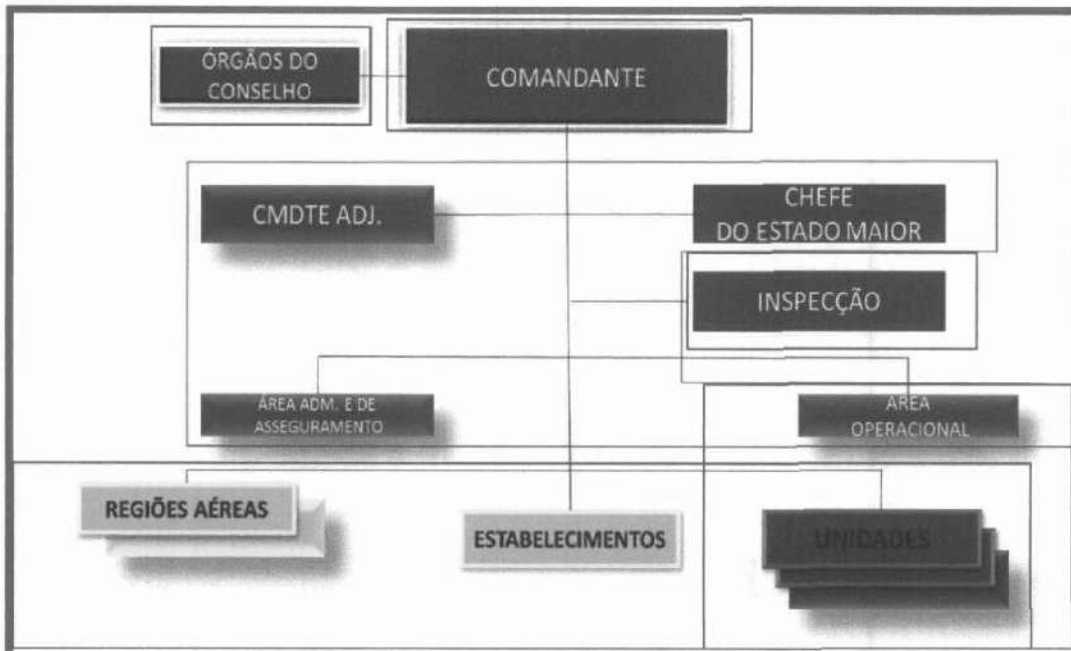 ÓRGÃOS DO
CONSELHO
COMANDANTE
CMDTE ADJ.
CHEFE
DO ESTADO MAIOR
INSPECÇÃO
ÁREA ADM. E DE
ASSEGURAMENTO
AREA
OPERACIONAL
REGIÕES AÉREAS
ESTABELECIMENTOS
UNIDADES